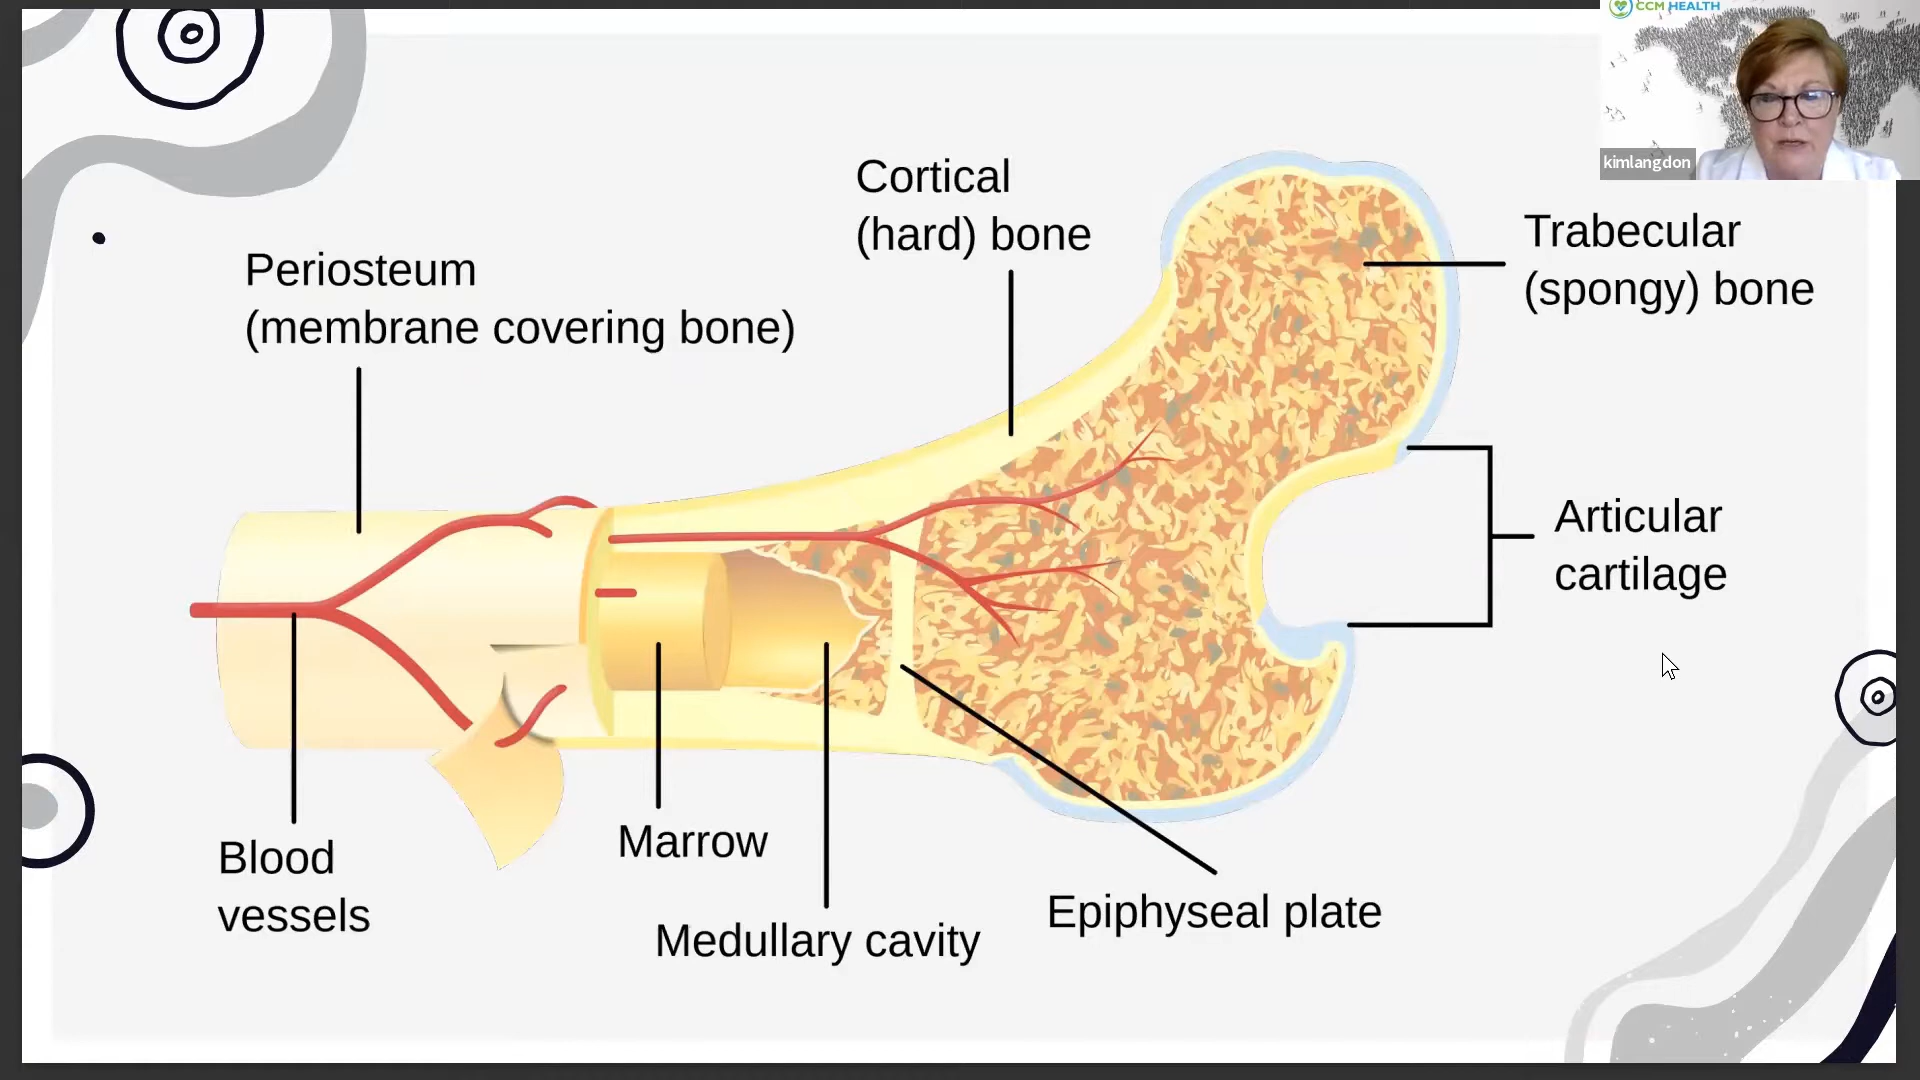 CCM HEALTH
kimlangdon
Cortical
(hard) bone
Trabecular
(spongy) bone
Periosteum
(membrane covering bone)
Articular
cartilage
Marrow
Blood
vessels
Epiphyseal plate
Medullary cavity